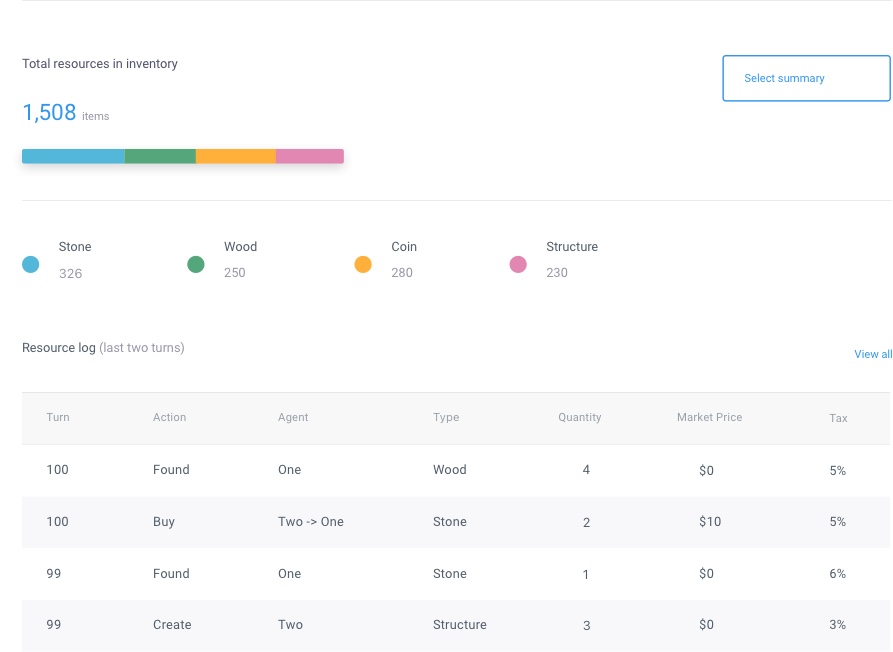 Total resources in inventory
Select summary
1,508 items
Stone Wood Coin Structure
326 250 280 230
Resource log (last two turns)
View all
Turn Action Agent Type Quantity Market Price Tax
100 Found One Wood 4 $0 5%
100 Buy Two -> One Stone 2 $10 5%
99 Found One Stone 1 $0 6%
99 Create Two Structure 3 $0 3%